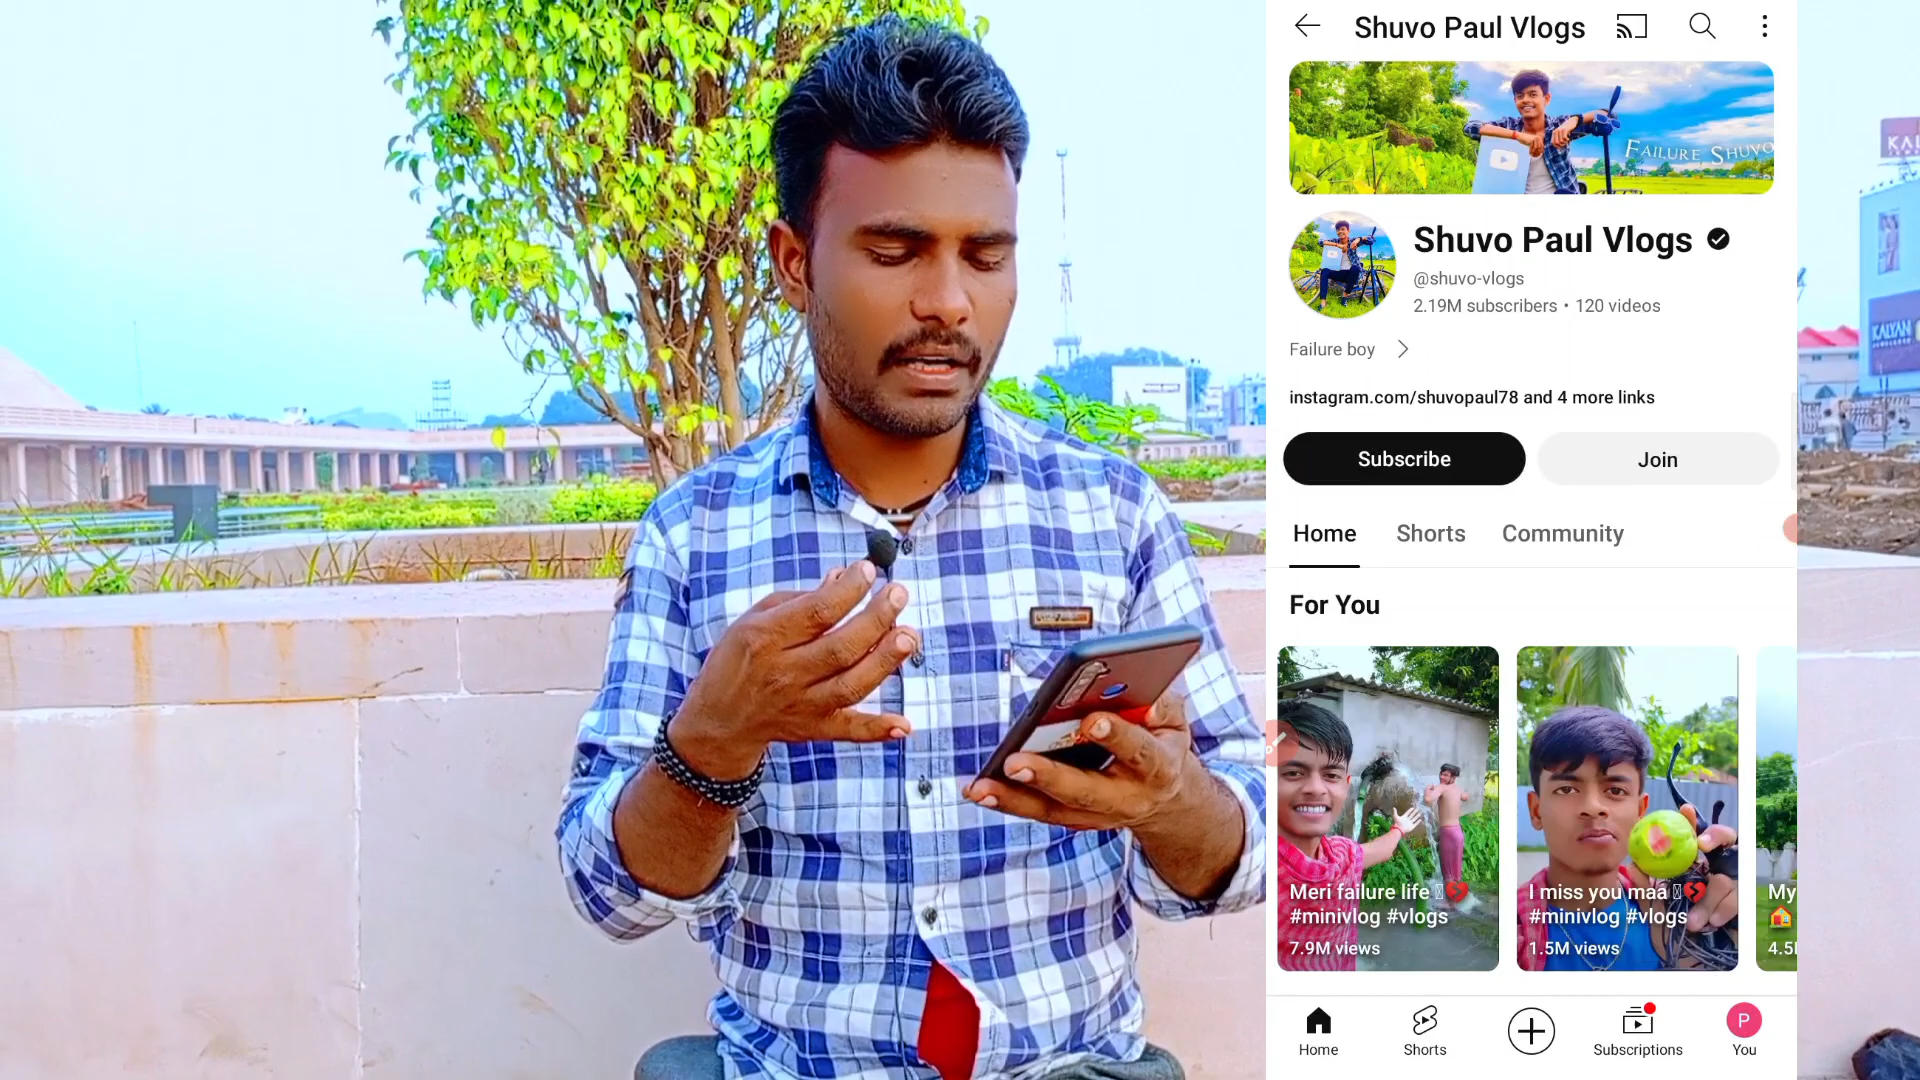 Shuvo Paul Vlogs
FAILURE SHUVO
Shuvo Paul Vlogs
@shuvo-vlogs
2.19M subscribers • 120 videos
Failure boy
instagram.com/shuvopaul78 and 4 more links
Subscribe
Join
Home
Shorts
Community
For You
Meri failure life 💔
#minivlog #vlogs
7.9M views
I miss you maa 💔
#minivlog #vlogs
1.5M views
My
🏠
Home
Shorts
Subscriptions
P
You
KALYAN